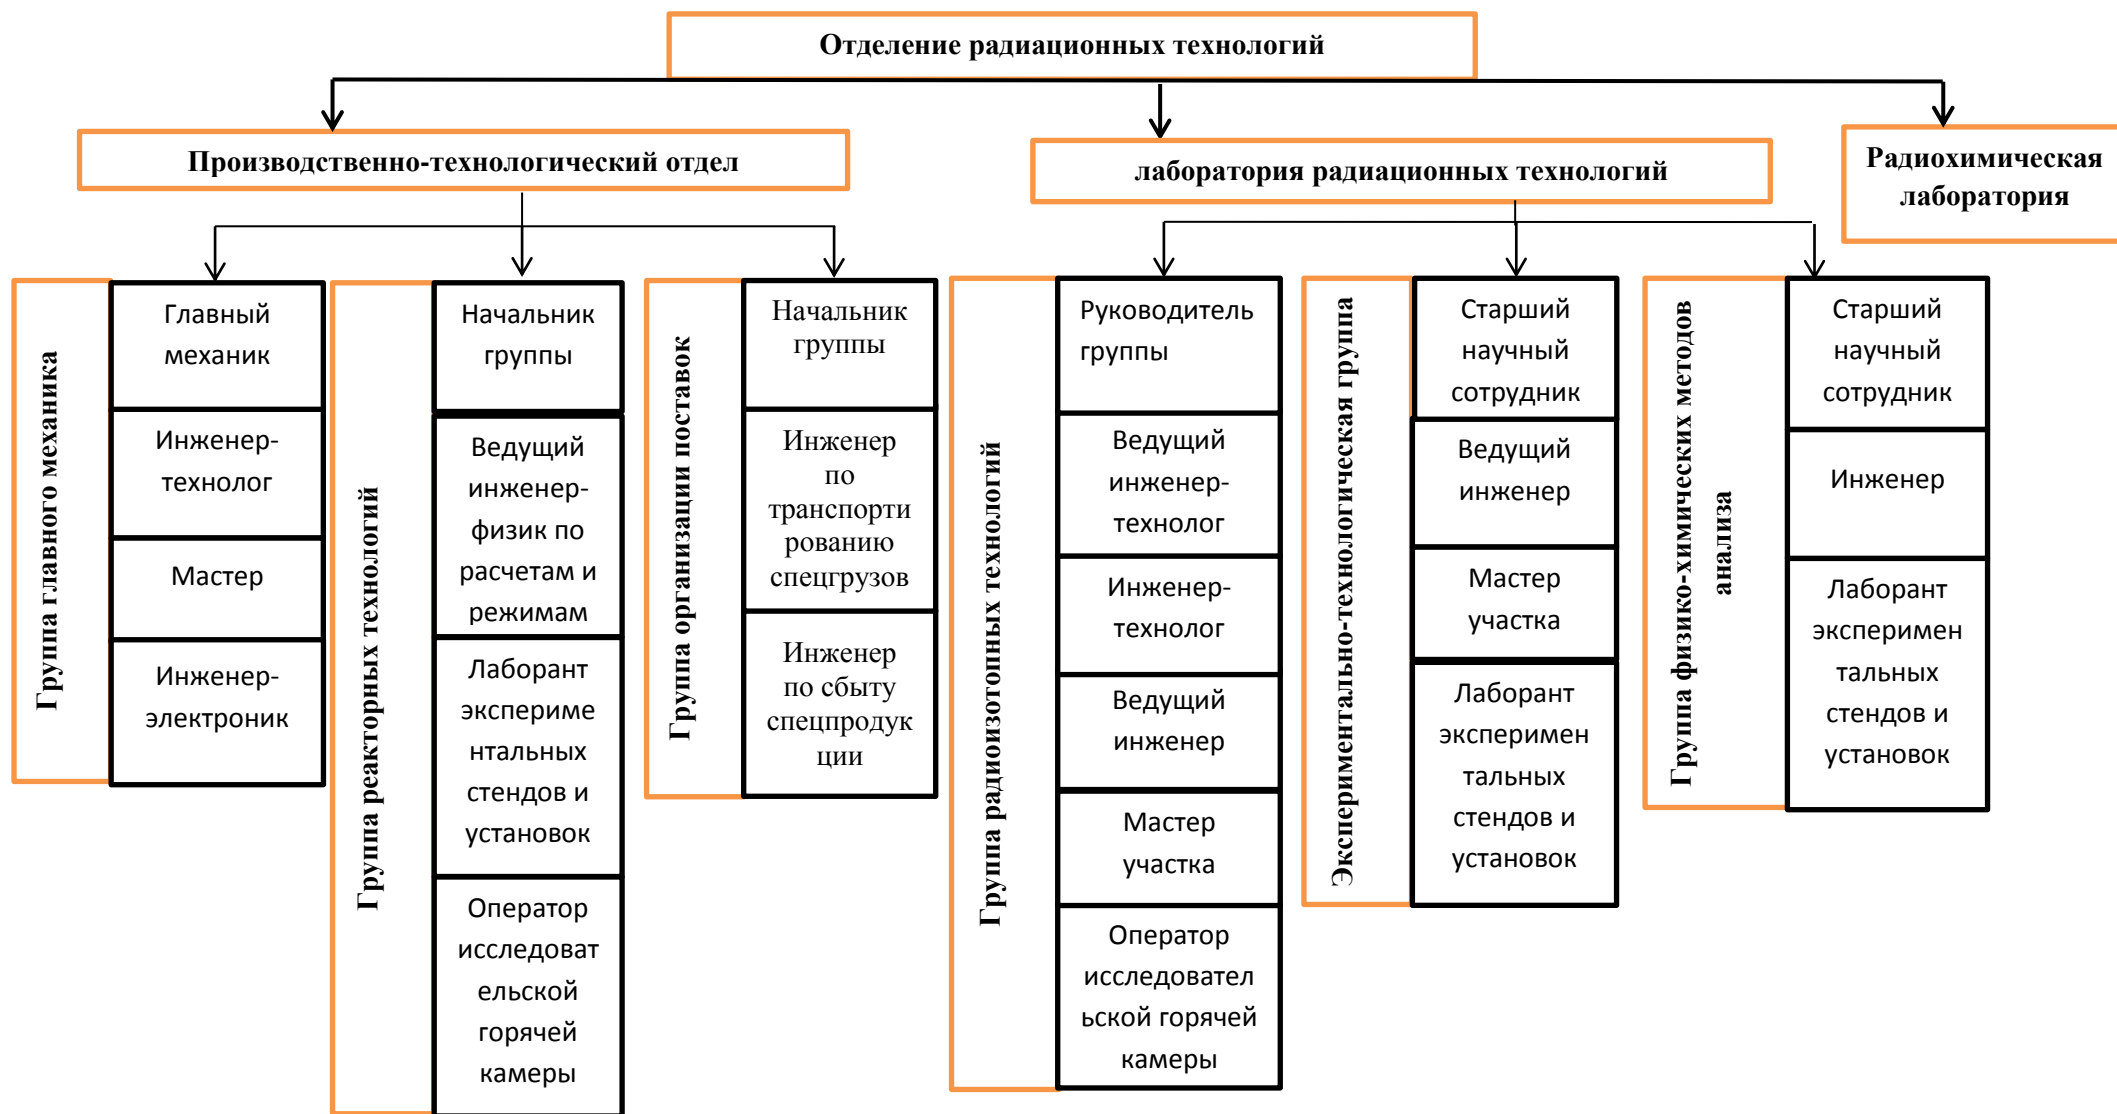 Отделение радиационных технологий
Производственно-технологический отдел
лаборатория радиационных технологий
Радиохимическая
лаборатория
Группа главного механика
Главный
механик
Инженер-
технолог
Мастер
Инженер-
электроник
Группа реакторных технологий
Начальник
группы
Ведущий
инженер-
физик по
расчетам и
режимам
Лаборант
эксперименте
нтальных
стендов и
установок
Оператор
исследоват
ельской
горячей
камеры
Группа организации поставок
Начальник
группы
Инженер
по
транспорти
рованию
спецгрузов
Инженер
по сбыту
спецпродук
ции
Группа радиоизотопных технологий
Руководитель
группы
Ведущий
инженер-
технолог
Инженер-
технолог
Ведущий
инженер
Мастер
участка
Оператор
исследовател
ьской горячей
камеры
Экспериментально-технологическая группа
Старший
научный
сотрудник
Ведущий
инженер
Мастер
участка
Лаборант
эксперимен
тальных
стендов и
установок
Группа физико-химических методов
анализа
Старший
научный
сотрудник
Инженер
Лаборант
эксперимен
тальных
стендов и
установок